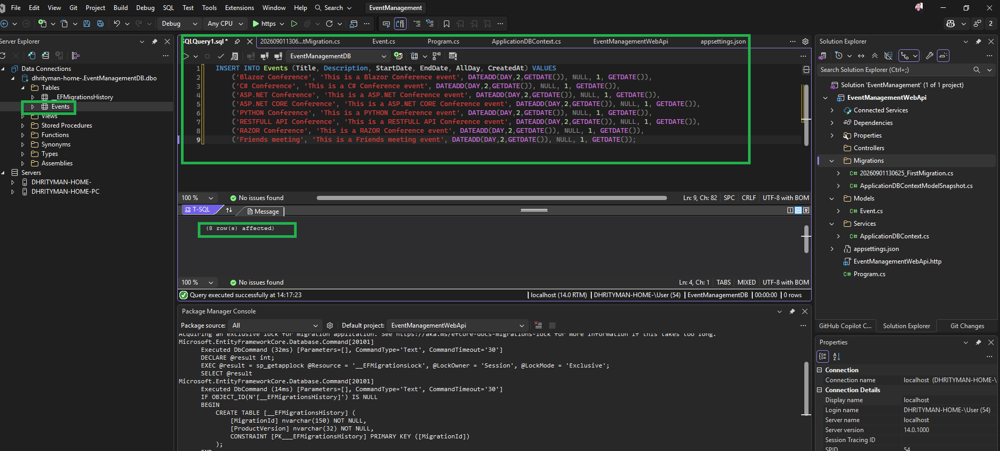 File Edit View Git Project Build Debug SQL Test Tools Extensions Window Help Search EventManagement
Debug Any CPU https 2
Server Explorer
Data Connections
dhrityman-home-.EventManagementDB.dbo
Tables
__EFMigrationsHistory
Events
Views
Stored Procedures
Functions
Synonyms
Types
Assemblies
Servers
DHRITYMAN-HOME-
DHRITYMAN-HOME-PC
SQLQuery1.sql * 202609011306...tMigration.cs Event.cs Program.cs ApplicationDBContext.cs EventManagementWebApi appsettings.json
EventManagementDB
1 INSERT INTO Events (Title, Description, StartDate, EndDate, AllDay, CreatedAt) VALUES
2 ('Blazor Conference', 'This is a Blazor Conference event', DATEADD(DAY,2,GETDATE()), NULL, 1, GETDATE()),
3 ('C# Conference', 'This is a C# Conference event', DATEADD(DAY,2,GETDATE()), NULL, 1, GETDATE()),
4 ('ASP.NET Conference', 'This is a ASP.NET Conference event', DATEADD(DAY,2,GETDATE()), NULL, 1, GETDATE()),
5 ('ASP.NET CORE Conference', 'This is a ASP.NET CORE Conference event', DATEADD(DAY,2,GETDATE()), NULL, 1, GETDATE()),
6 ('PYTHON Conference', 'This is a PYTHON Conference event', DATEADD(DAY,2,GETDATE()), NULL, 1, GETDATE()),
7 ('RESTFULL API Conference', 'This is a RESTFULL API Conference event', DATEADD(DAY,2,GETDATE()), NULL, 1, GETDATE()),
8 ('RAZOR Conference', 'This is a RAZOR Conference event', DATEADD(DAY,2,GETDATE()), NULL, 1, GETDATE()),
9 ('Friends meeting', 'This is a Friends meeting event', DATEADD(DAY,2,GETDATE()), NULL, 1, GETDATE());
100 % No issues found Ln: 9, Ch: 82 SPC CRLF UTF-8 with BOM
T-SQL Message
(8 row(s) affected)
100 % No issues found Ln: 4, Ch: 1 TABS MIXED UTF-8 with BOM
Query executed successfully at 14:17:23 localhost (14.0 RTM) DHRITYMAN-HOME-\User (54) EventManagementDB 00:00:00 0 rows
Package Manager Console
Package source: All Default project: EventManagementWebApi
Acquiring an exclusive lock for migration application. See https://aka.ms/efcore-docs-migrations-lock for more information if this takes too long.
Microsoft.EntityFrameworkCore.Database.Command[20101]
Executed DbCommand (32ms) [Parameters=[], CommandType='Text', CommandTimeout='30']
DECLARE @result int;
EXEC @result = sp_getapplock @Resource = '__EFMigrationsLock', @LockOwner = 'Session', @LockMode = 'Exclusive';
SELECT @result
Microsoft.EntityFrameworkCore.Database.Command[20101]
Executed DbCommand (14ms) [Parameters=[], CommandType='Text', CommandTimeout='30']
IF OBJECT_ID(N'[__EFMigrationsHistory]') IS NULL
BEGIN
CREATE TABLE [__EFMigrationsHistory] (
[MigrationId] nvarchar(150) NOT NULL,
[ProductVersion] nvarchar(32) NOT NULL,
CONSTRAINT [PK___EFMigrationsHistory] PRIMARY KEY ([MigrationId])
);
END
Solution Explorer
Search Solution Explorer (Ctrl+;)
Solution 'EventManagement' (1 of 1 project)
EventManagementWebApi
Connected Services
Dependencies
Properties
Controllers
Migrations
C# 20260901130625_FirstMigration.cs
C# ApplicationDBContextModelSnapshot.cs
Models
C# Event.cs
Services
C# ApplicationDBContext.cs
appsettings.json
EventManagementWebApi.http
C# Program.cs
GitHub Copilot C... Solution Explorer Git Changes
Properties
Connection
Connection name localhost (DHRITYMAN-HOME-\
Connection Details
Display name localhost
Login name DHRITYMAN-HOME-\User (54)
Server name localhost
Server version 14.0.1000
Session Tracing ID
SPID 54